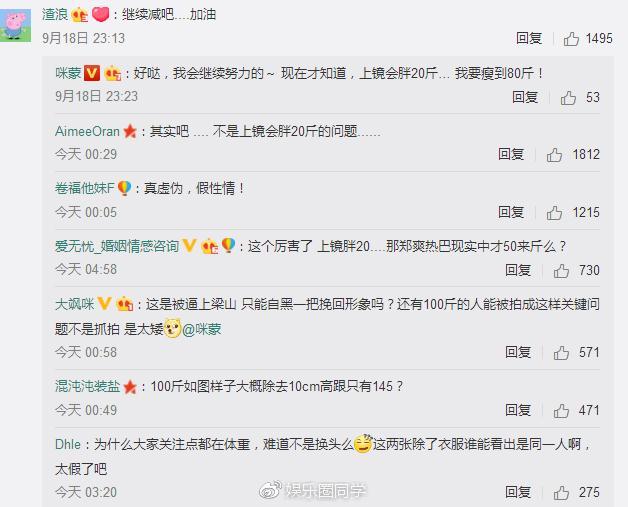 渣浪：继续减吧....加油
9月18日 23:13
回复 1495
咪蒙：好哒，我会继续努力的～ 现在才知道，上镜会胖20斤... 我要瘦到80斤！
9月18日 23:23
回复 53
AimeeOran：其实吧 .... 不是上镜会胖20斤的问题......
今天 00:29
回复 1812
卷福他妹F：真虚伪，假性情！
今天 00:05
回复 1215
爱无忧_婚姻情感咨询：这个厉害了 上镜胖20....那郑爽热巴现实中才50来斤么？
今天 04:58
回复 730
大飒咪：这是被逼上梁山 只能自黑一把挽回形象吗？还有100斤的人能被拍成这样关键问
题不是抓拍 是太矮@咪蒙
今天 00:58
回复 571
混沌沌装盐：100斤如图样子大概除去10cm高跟只有145？
今天 00:49
回复 471
Dhle：为什么大家关注点都在体重，难道不是换头么这两张除了衣服谁能看出是同一人啊，
太假了吧
今天 03:20
回复 275
娱乐圈同学